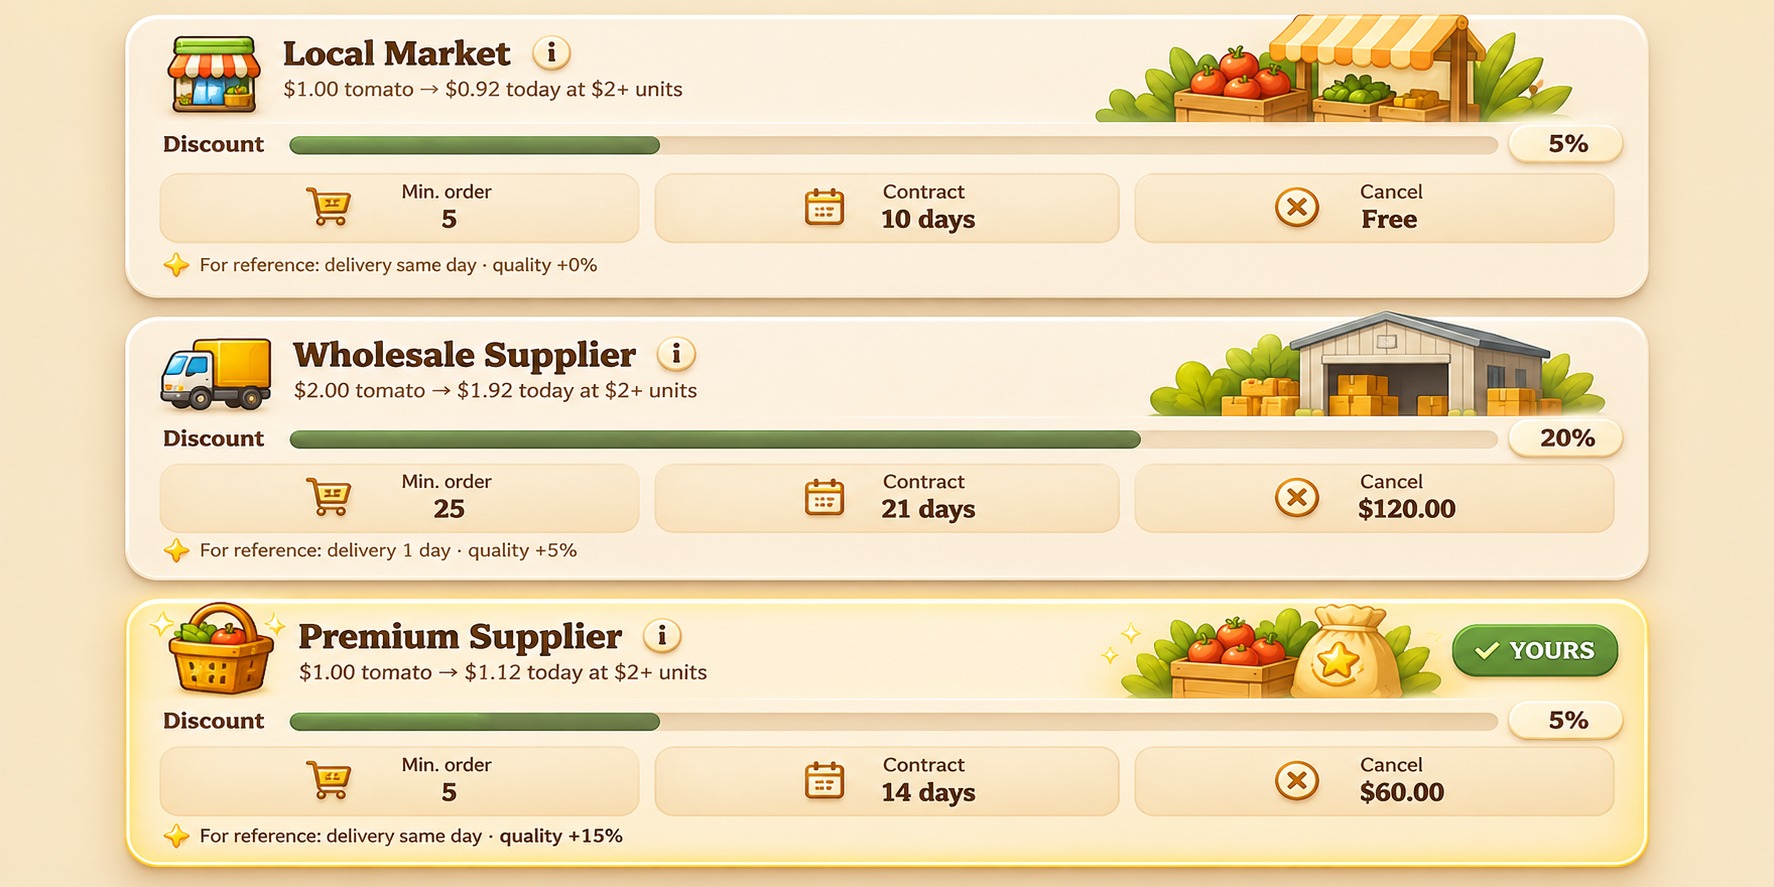 Local Market i
$1.00 tomato → $0.92 today at $2+ units
Discount 5%
Min. order
5
Contract
10 days
Cancel
Free
For reference: delivery same day · quality +0%
Wholesale Supplier i
$2.00 tomato → $1.92 today at $2+ units
Discount 20%
Min. order
25
Contract
21 days
Cancel
$120.00
For reference: delivery 1 day · quality +5%
Premium Supplier i
$1.00 tomato → $1.12 today at $2+ units
YOURS
Discount 5%
Min. order
5
Contract
14 days
Cancel
$60.00
For reference: delivery same day · quality +15%